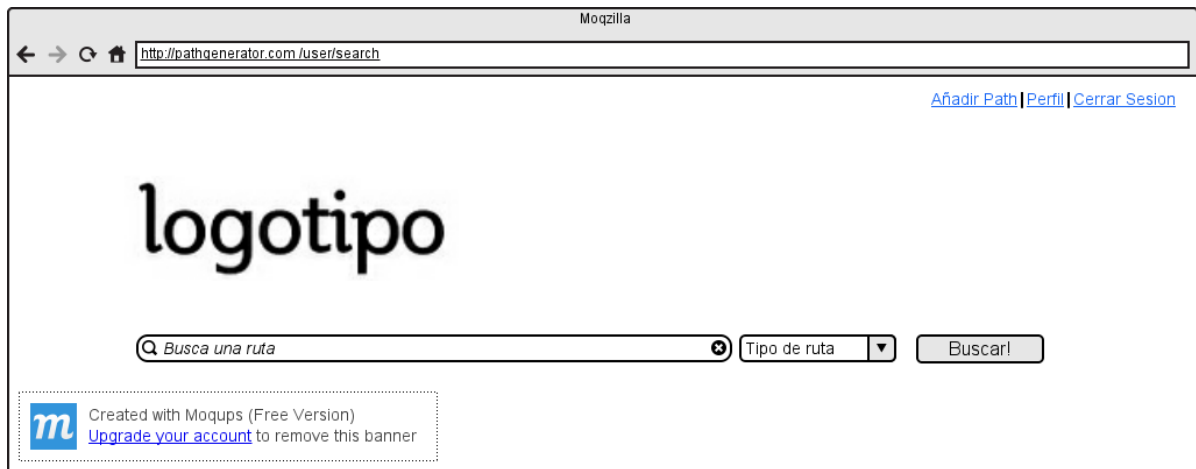 Moqzilla
http://pathgenerator.com /user/search
Añadir Path | Perfil | Cerrar Sesion
logotipo
Busca una ruta
Tipo de ruta
Buscar!
m
Created with Moqups (Free Version)
Upgrade your account to remove this banner